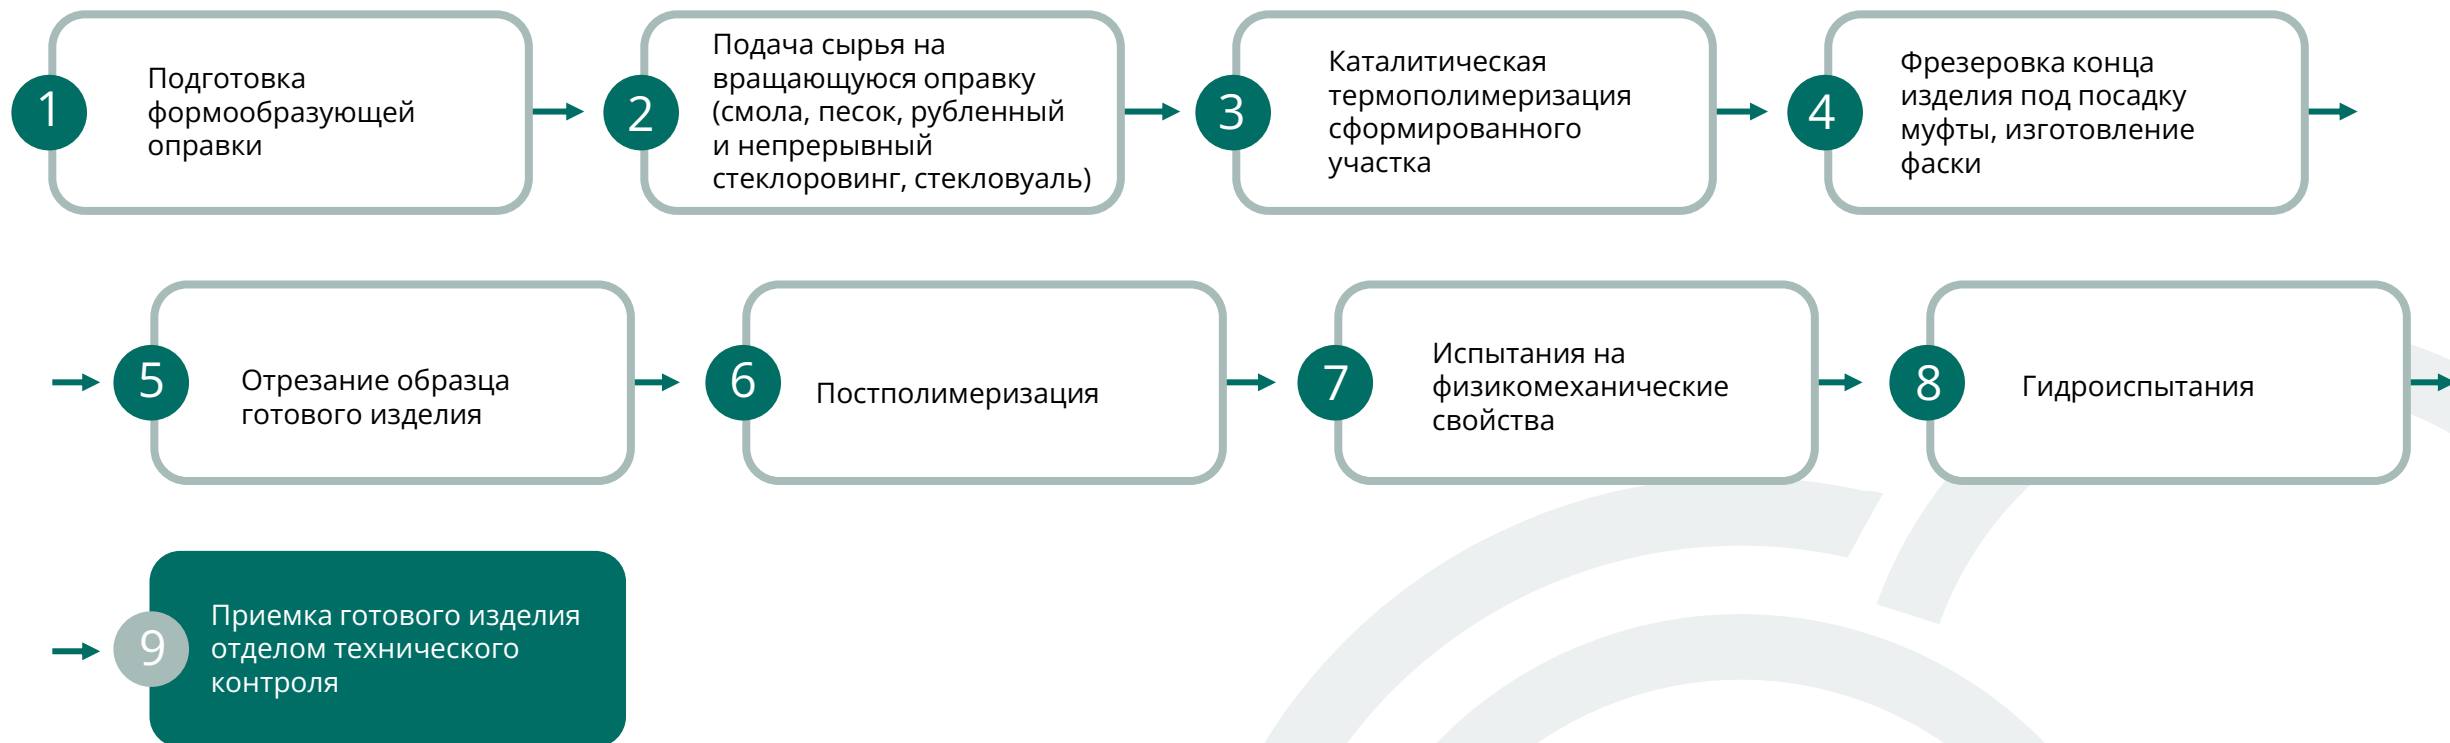 1
Подготовка
формообразующей
оправки
2
Подача сырья на
вращающуюся оправку
(смола, песок, рубленный
и непрерывный
стеклоровинг, стекловуаль)
3
Каталитическая
термополимеризация
сформированного
участка
4
Фрезеровка конца
изделия под посадку
муфты, изготовление
фаски
5
Отрезание образца
готового изделия
6
Постполимеризация
7
Испытания на
физикомеханические
свойства
8
Гидроиспытания
9
Приемка готового изделия
отделом технического
контроля